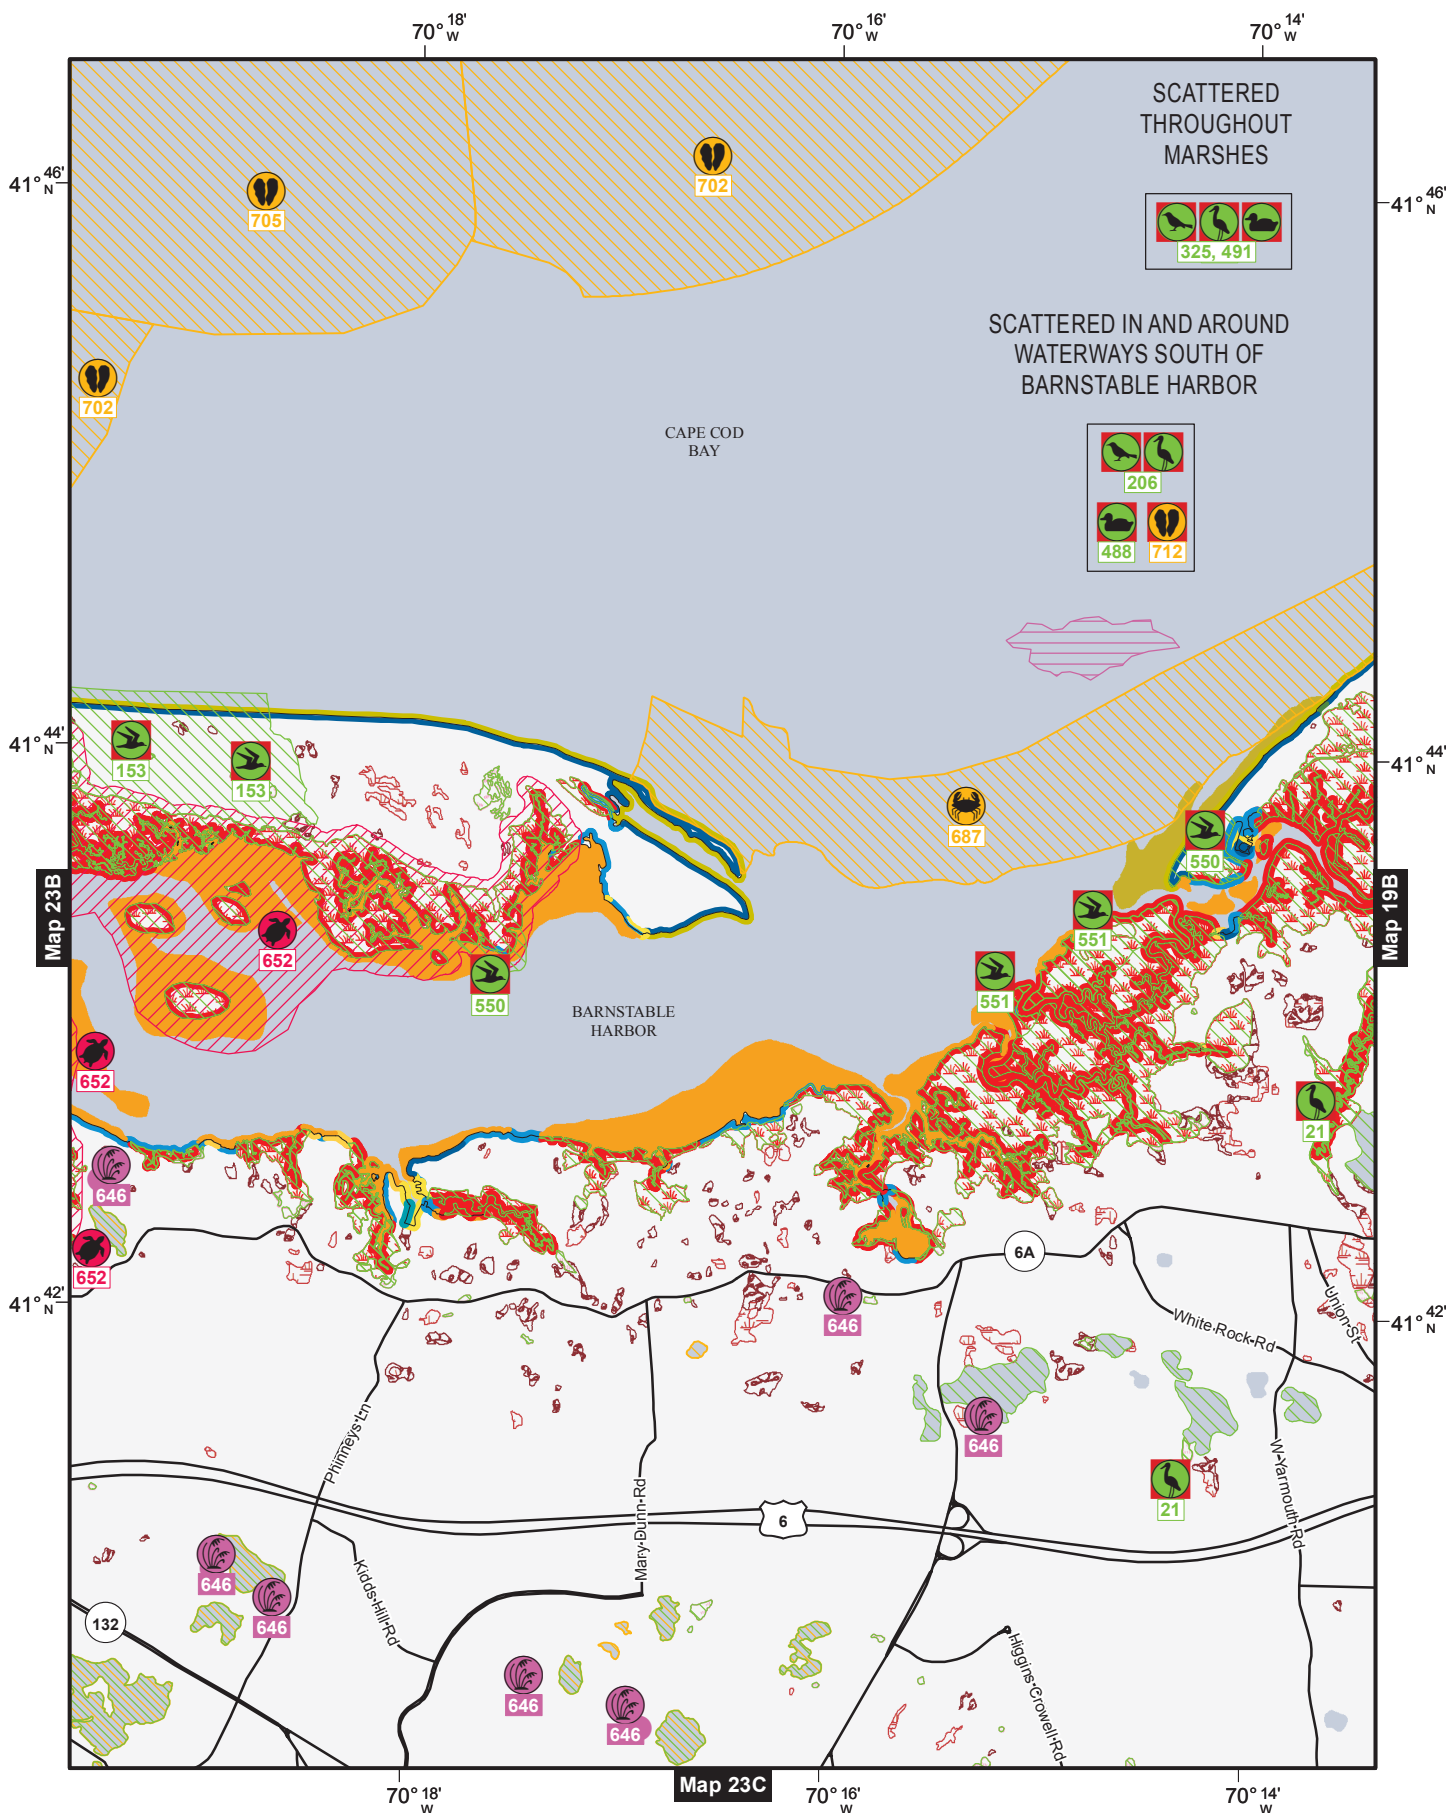 70° 18' W
70° 16' W
70° 14' W
SCATTERED
THROUGHOUT
MARSHES
41° 46' N
702
41° 46' N
705
325, 491
SCATTERED IN AND AROUND
WATERWAYS SOUTH OF
BARNSTABLE HARBOR
702
CAPE COD
BAY
206
488
712
41° 44' N
41° 44' N
153
153
687
550
Map 23B
Map 19B
551
652
551
550
BARNSTABLE
HARBOR
652
21
646
652
6A
41° 42' N
646
41° 42' N
White Rock Rd
Union St
Phinneys Ln
646
W Yarmouth Rd
Mary Dunn Rd
6
21
Kidds Hill Rd
646
646
132
Higgins Crowell Rd
646
646
Map 23C
70° 18' W
70° 16' W
70° 14' W